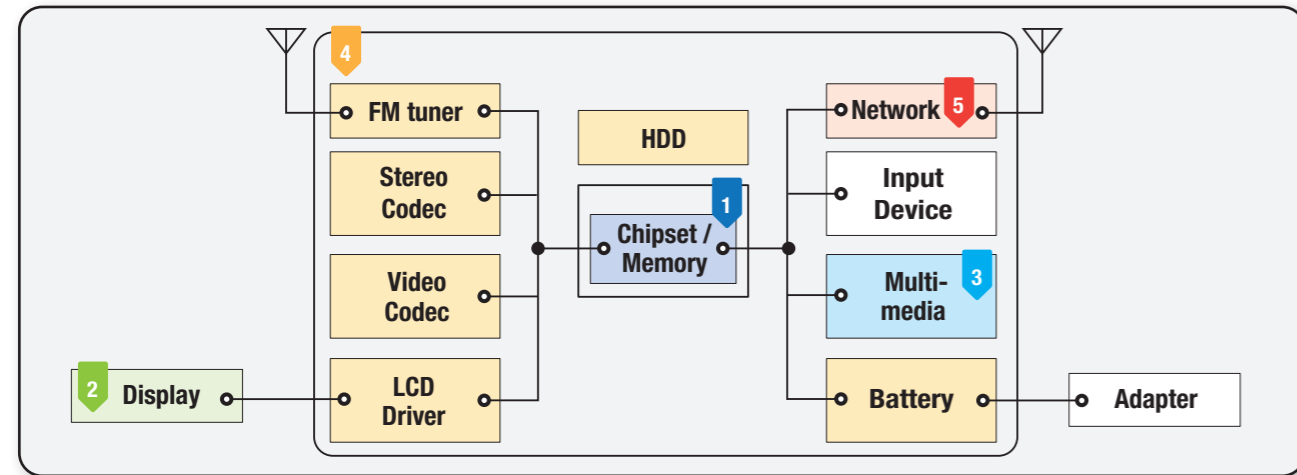 4
FM tuner
Stereo
Codec
Video
Codec
LCD
Driver
2
Display
HDD
1
Chipset /
Memory
Network
5
Input
Device
3
Multi-
media
Battery
Adapter